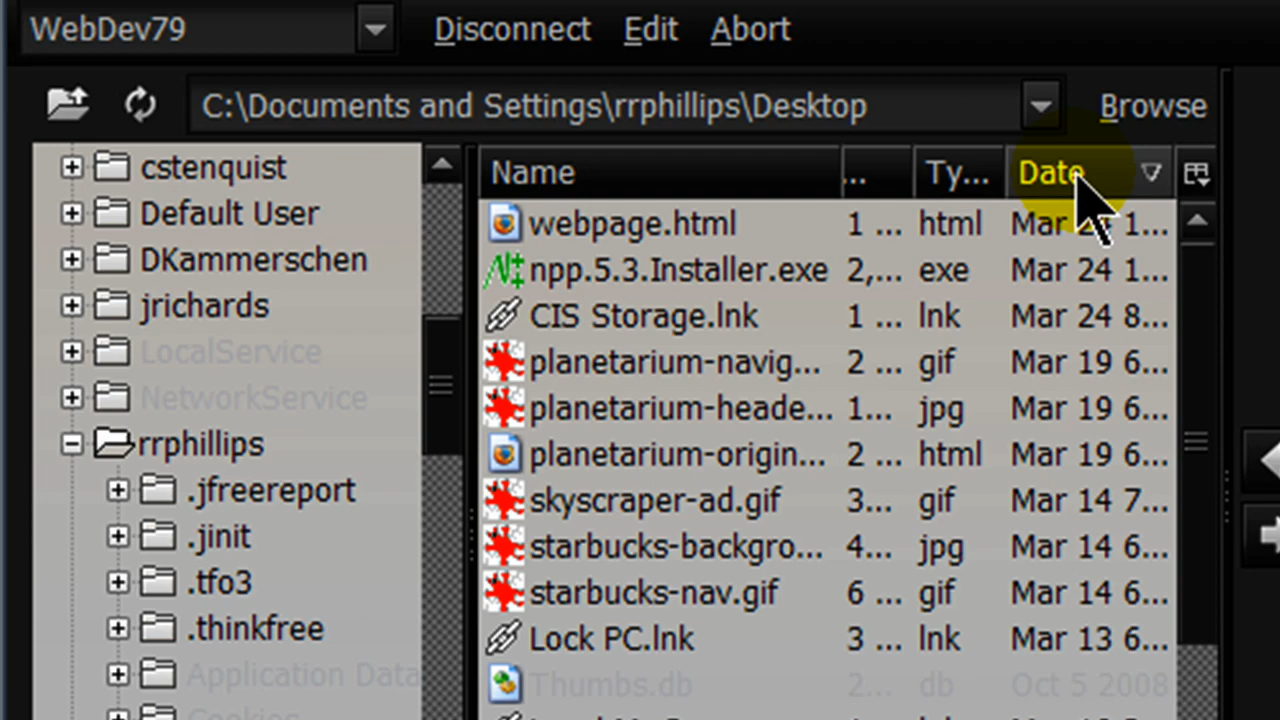 WebDev79 Disconnect Edit Abort
C:\Documents and Settings\rrphillips\Desktop Browse
cstenquist
Default User
DKammerschen
jrichards
LocalService
NetworkService
rrphillips
.jfreereport
.jinit
.tfo3
.thinkfree
Application Data
Cookies
Name ... Ty... Date
webpage.html 1 ... html Mar 24 1...
npp.5.3.Installer.exe 2,... exe Mar 24 1...
CIS Storage.lnk 1 ... lnk Mar 24 8...
planetarium-navig... 2 ... gif Mar 19 6...
planetarium-heade... 1... jpg Mar 19 6...
planetarium-origin... 2 ... html Mar 19 6...
skyscraper-ad.gif 3... gif Mar 14 7...
starbucks-backgro... 4... jpg Mar 14 6...
starbucks-nav.gif 6 ... gif Mar 14 6...
Lock PC.lnk 3 ... lnk Mar 13 6...
Thumbs.db 2... db Oct 5 2008